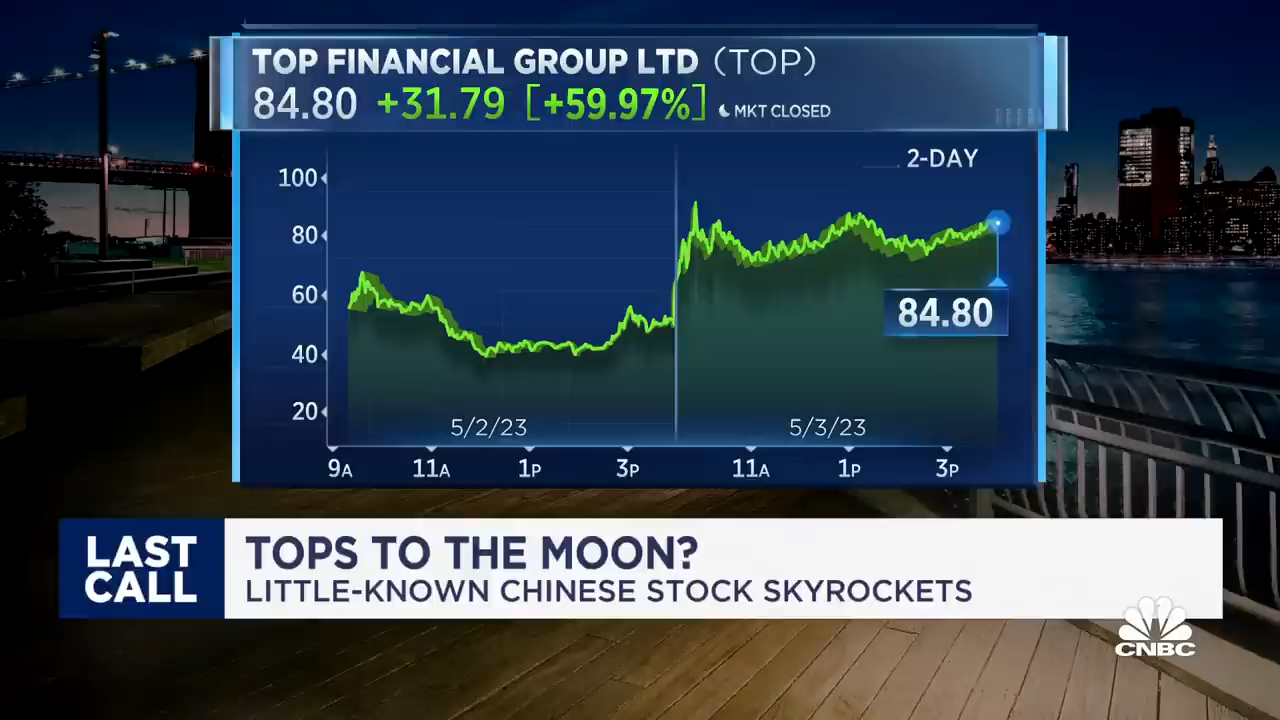 TOP FINANCIAL GROUP LTD (TOP)
84.80 +31.79 [+59.97%] MKT CLOSED
2-DAY
100
80
60
40
20
84.80
5/2/23 5/3/23
9A 11A 1P 3P 11A 1P 3P
LAST CALL
TOPS TO THE MOON?
LITTLE-KNOWN CHINESE STOCK SKYROCKETS
CNBC